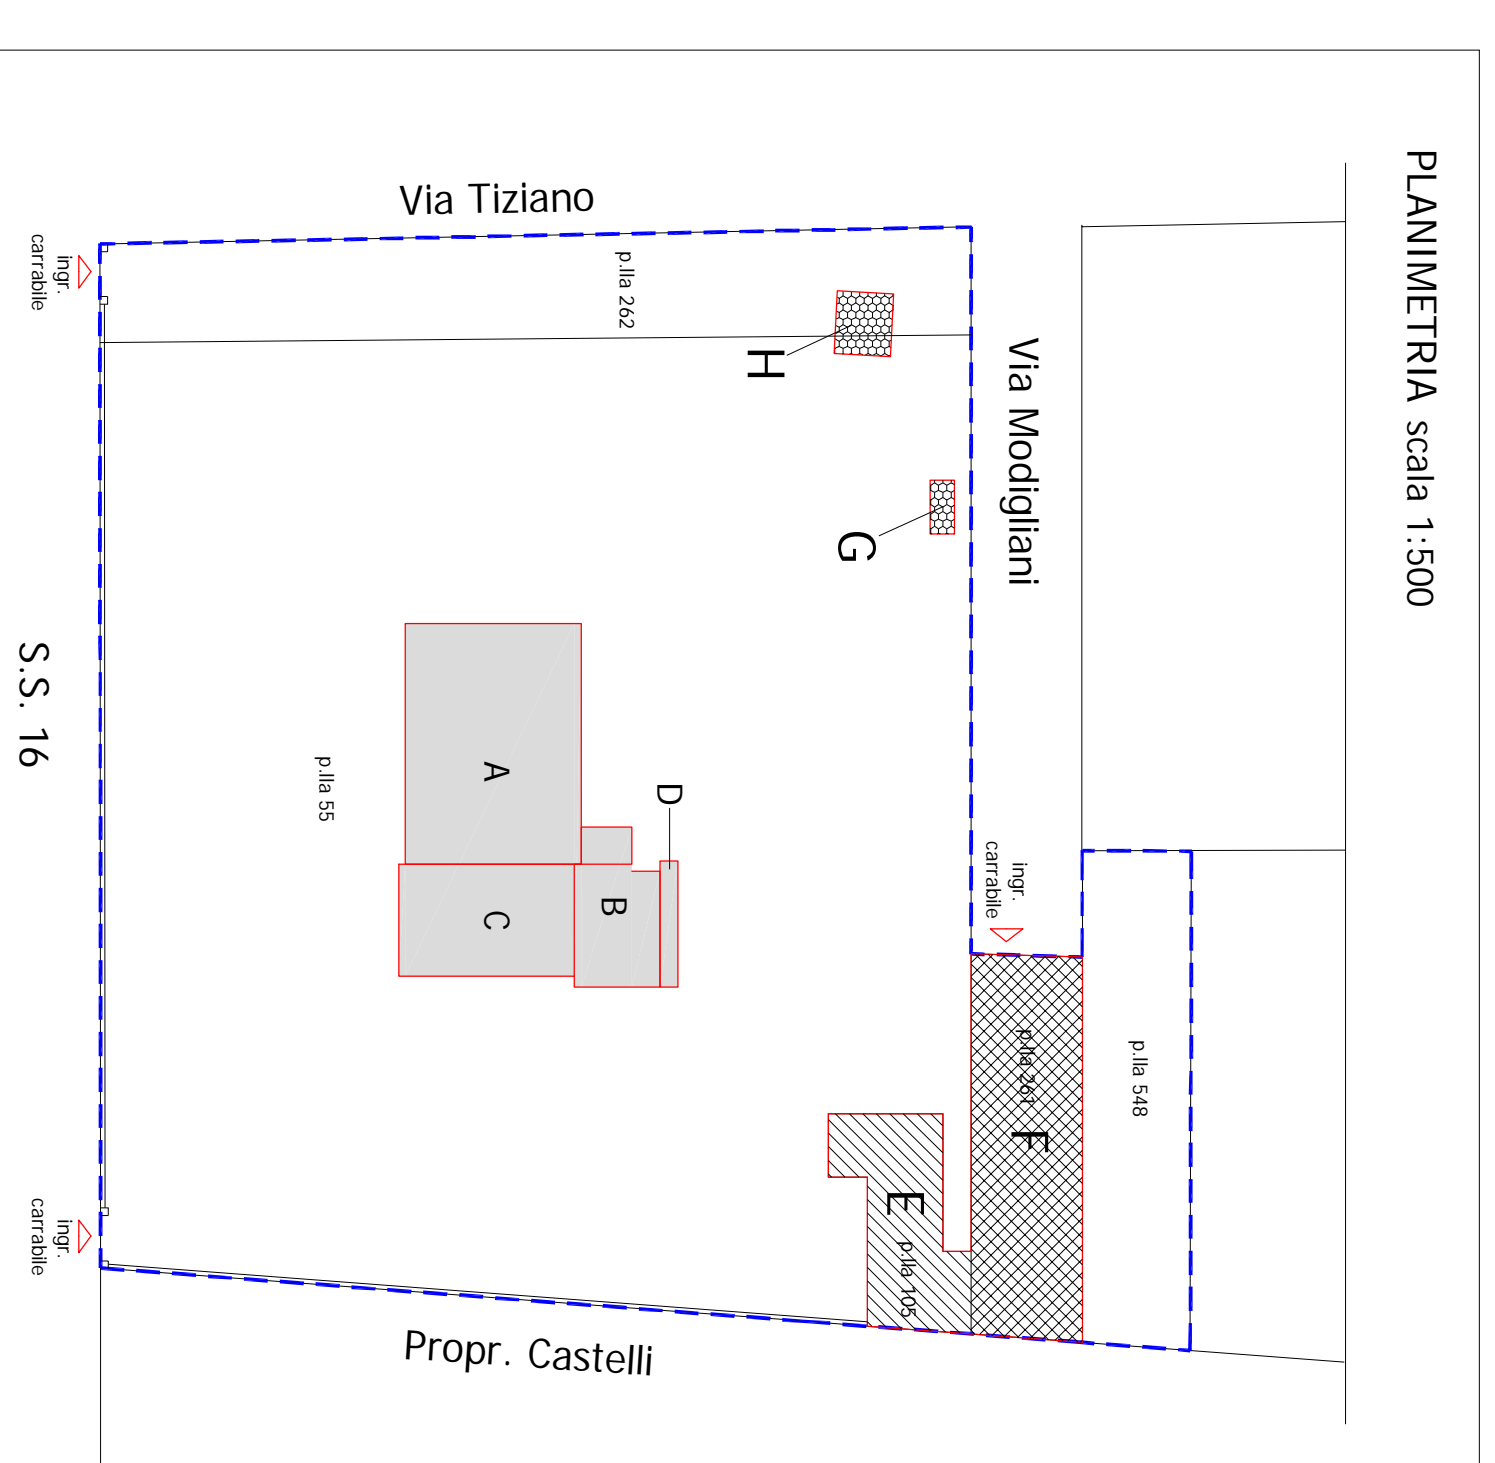 PLANIMETRIA scala 1:500
Via Tiziano
Via Modigliani
p.lla 262
H
G
ingr.
carrabile
ingr.
carrabile
p.lla 548
p.lla 261
F
D
A
B
C
p.lla 55
E
p.lla 105
S.S. 16
ingr.
carrabile
Propr. Castelli